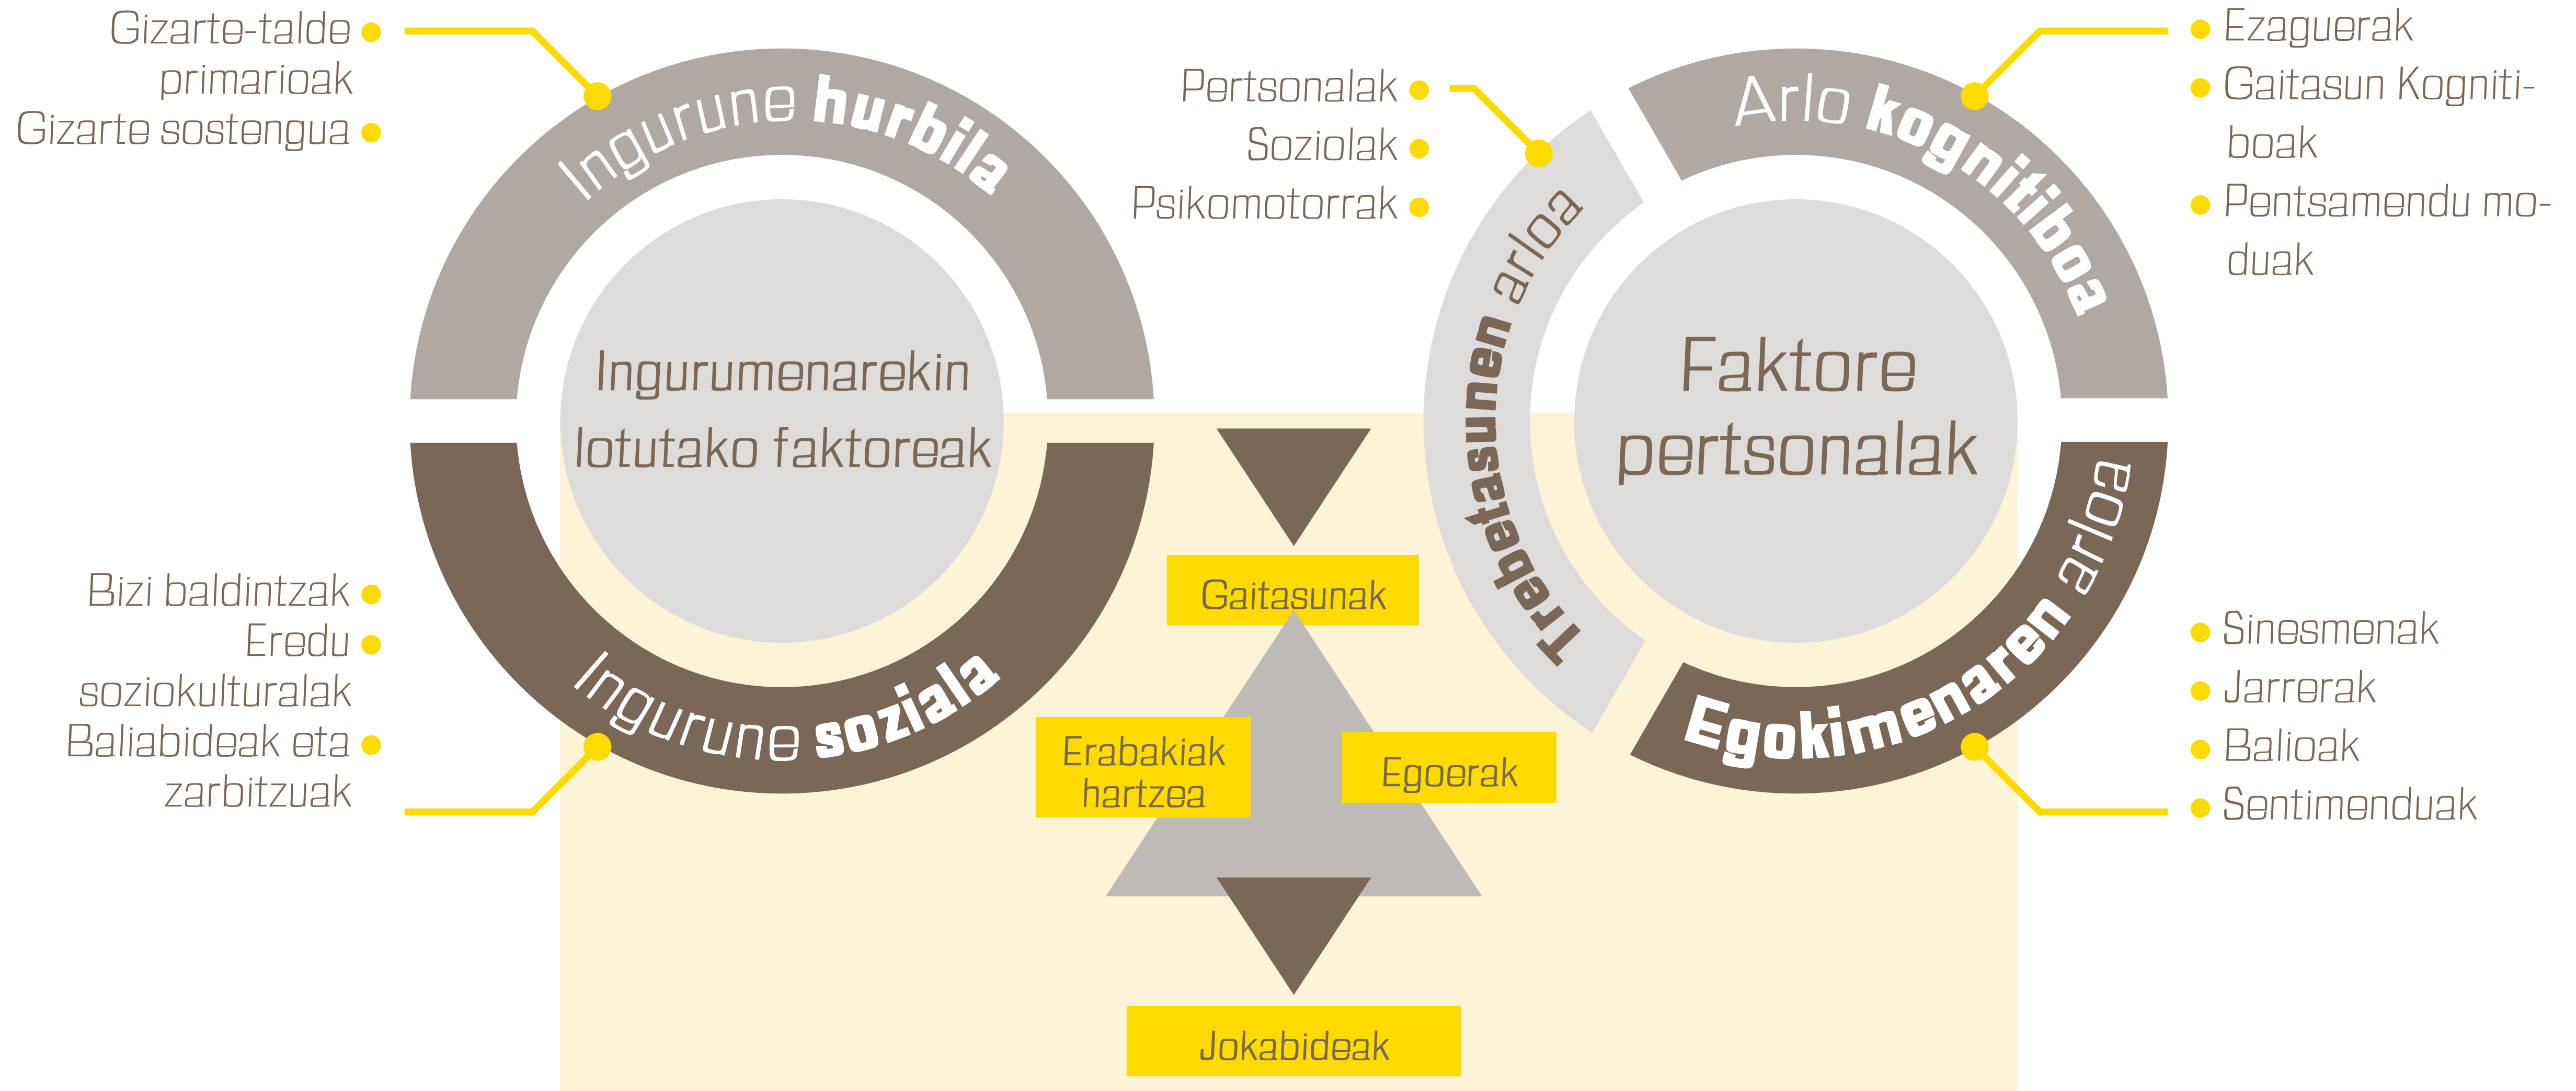 Gizarte-talde
primarioak
Gizarte sostengua
Ingurune hurbila
Ingurumenarekin
lotutako faktoreak
Bizi baldintzak
Eredu
soziokulturalak
Baliabideak eta
zarbitzuak
Ingurune soziala
Pertsonalak
Soziolak
Psikomotorrak
Trebetasunen arloa
Arlo kognitiboa
Ezaguerak
Gaitasun Kogniti-
boak
Pentsamendu mo-
duak
Faktore
pertsonalak
Egokimenaren arloa
Sinesmenak
Jarrerak
Balioak
Sentimenduak
Gaitasunak
Erabakiak
hartzea
Egoerak
Jokabideak